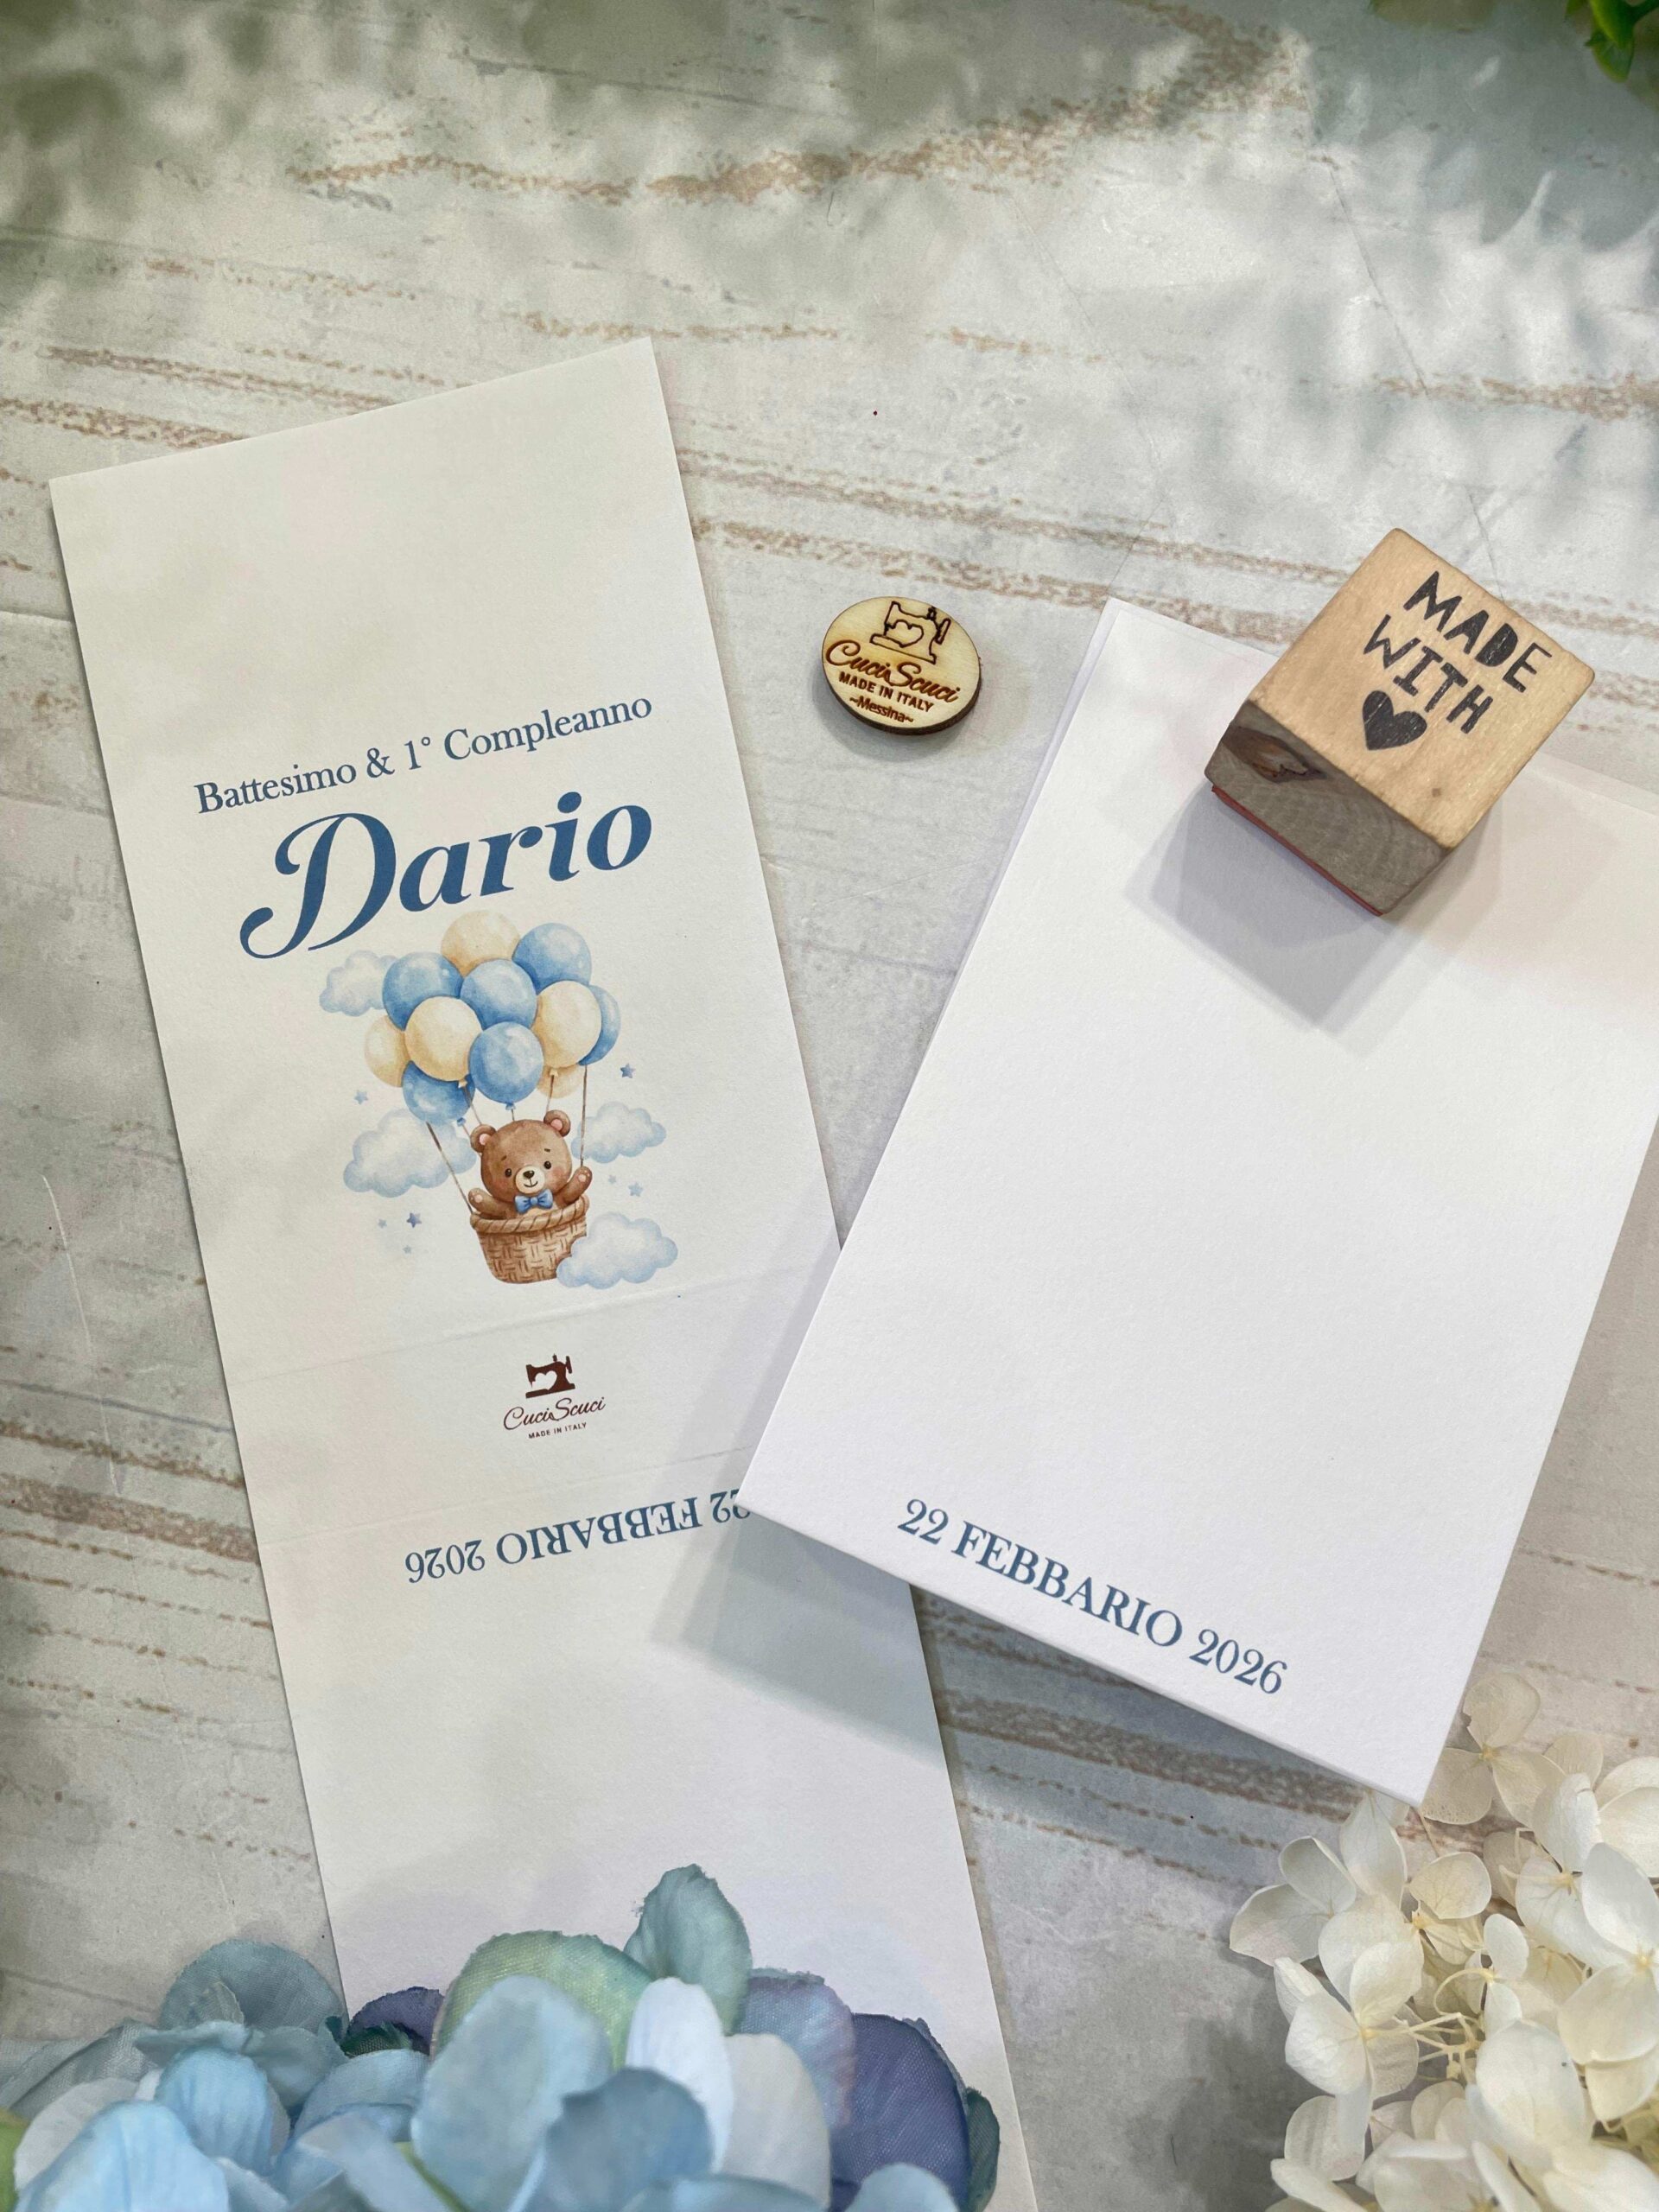 Battesimo & 1° Compleanno
Dario
CuciScuci
MADE IN ITALY
22 FEBBARIO 2026
CuciScuci
MADE IN ITALY
~Messina~
MADE
WITH
22 FEBBARIO 2026